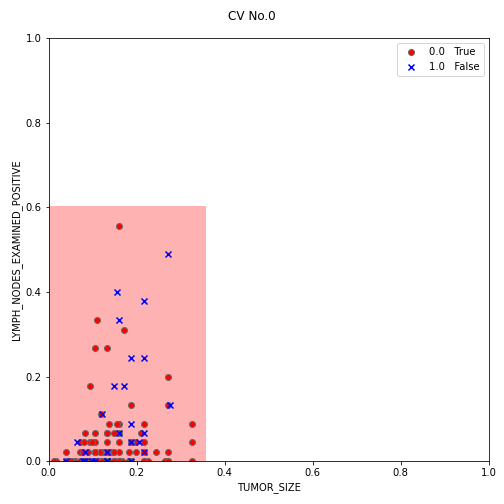 CV No.0
1.0
0.0 True
1.0 False
0.8
0.6
0.4
0.2
0.0
LYMPH_NODES_EXAMINED_POSITIVE
0.0 0.2 0.4 0.6 0.8 1.0
TUMOR_SIZE